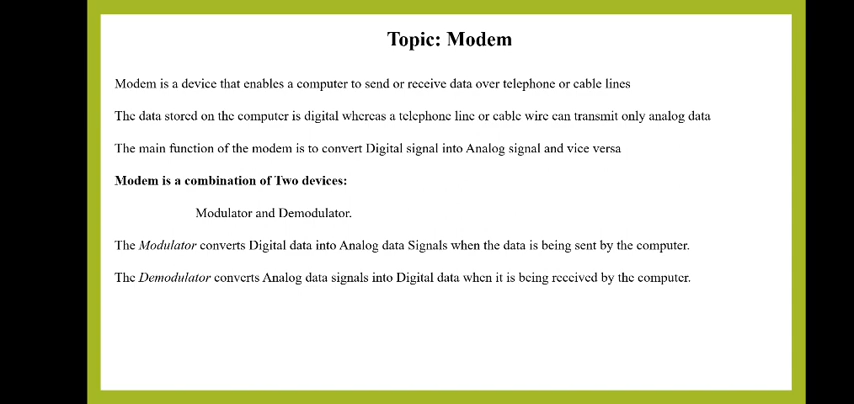 Topic: Modem
Modem is a device that enables a computer to send or receive data over telephone or cable lines
The data stored on the computer is digital whereas a telephone line or cable wire can transmit only analog data
The main function of the modem is to convert Digital signal into Analog signal and vice versa
Modem is a combination of Two devices:
Modulator and Demodulator.
The Modulator converts Digital data into Analog data Signals when the data is being sent by the computer.
The Demodulator converts Analog data signals into Digital data when it is being received by the computer.